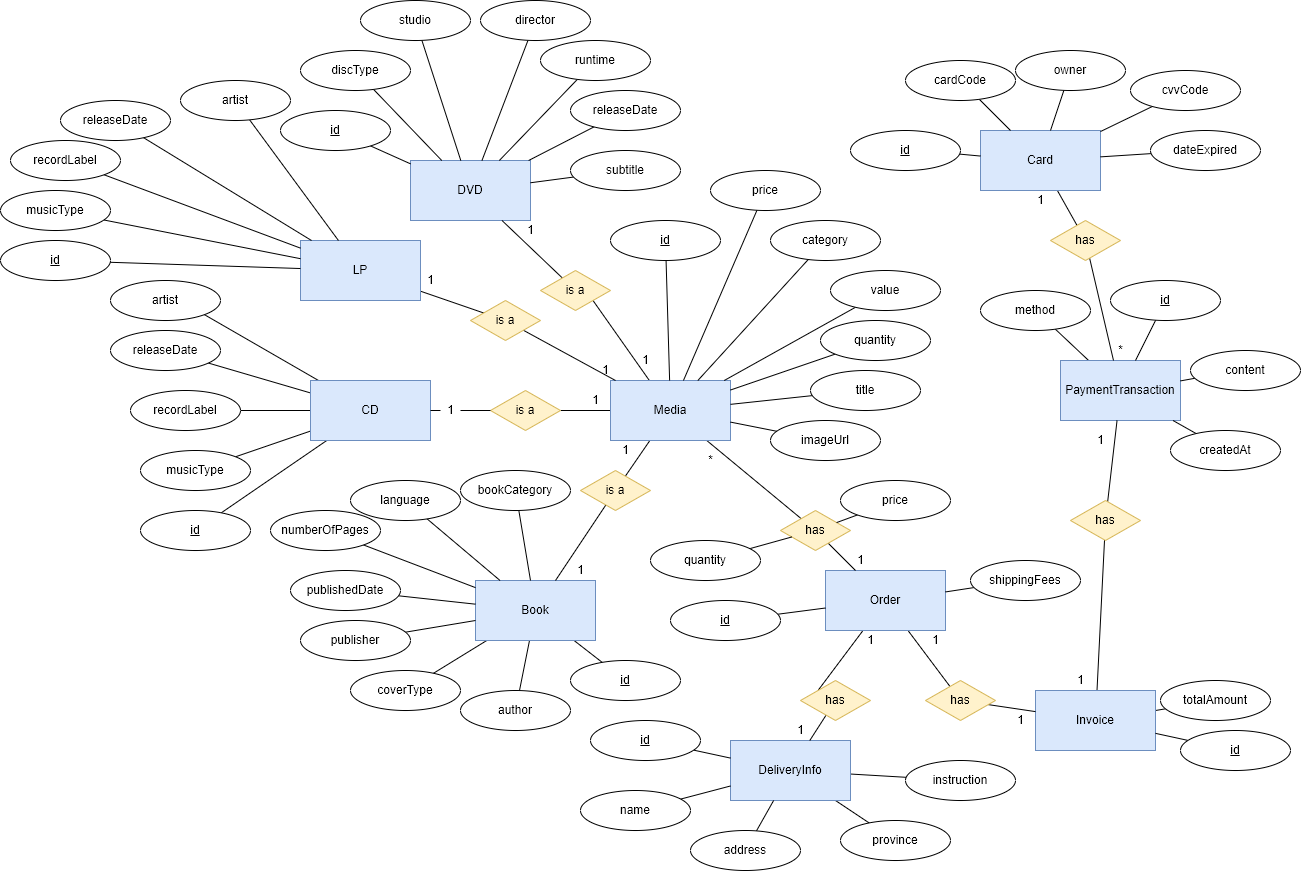 studio
director
discType
runtime
id
releaseDate
subtitle
DVD
artist
releaseDate
recordLabel
musicType
id
LP
1
1
is a
is a
1
1
artist
releaseDate
recordLabel
musicType
id
CD
1
is a
1
Media
id
price
category
value
quantity
title
imageUrl
1
*
is a
1
language
bookCategory
numberOfPages
publishedDate
publisher
coverType
author
id
Book
has
price
quantity
1
Order
id
shippingFees
1
1
has
has
1
1
DeliveryInfo
id
name
address
province
instruction
Invoice
totalAmount
id
1
has
1
PaymentTransaction
method
id
content
createdAt
*
has
1
Card
id
cardCode
owner
cvvCode
dateExpired